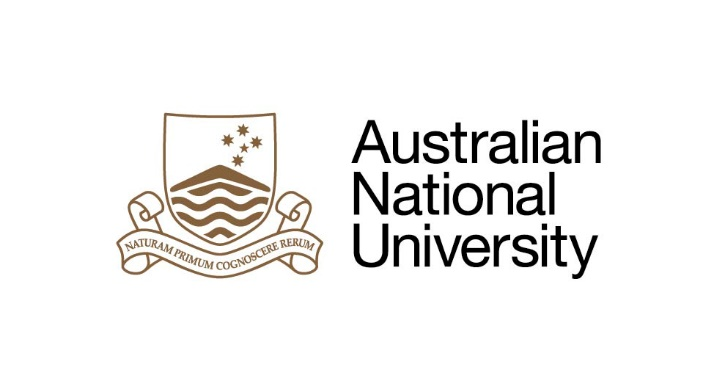 NATURAM PRIMUM COGNOSCERE RERUM
Australian
National
University